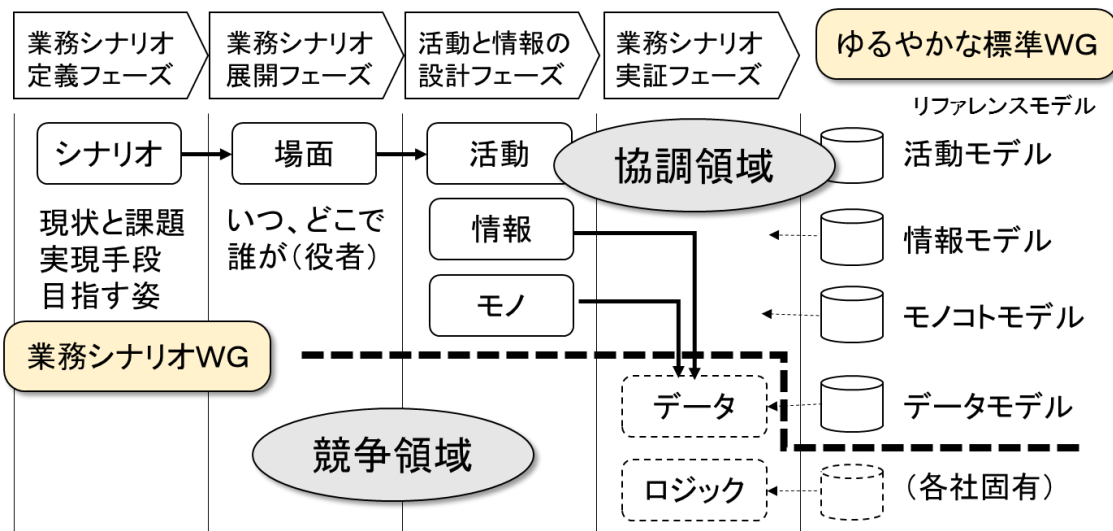 業務シナリオ
定義フェーズ
業務シナリオ
展開フェーズ
活動と情報の
設計フェーズ
業務シナリオ
実証フェーズ
ゆるやかな標準WG
リファレンスモデル
シナリオ
場面
活動
協調領域
活動モデル
現状と課題
実現手段
目指す姿
いつ、どこで
誰が（役者）
情報
情報モデル
モノ
モノコトモデル
業務シナリオWG
データ
データモデル
競争領域
ロジック
（各社固有）